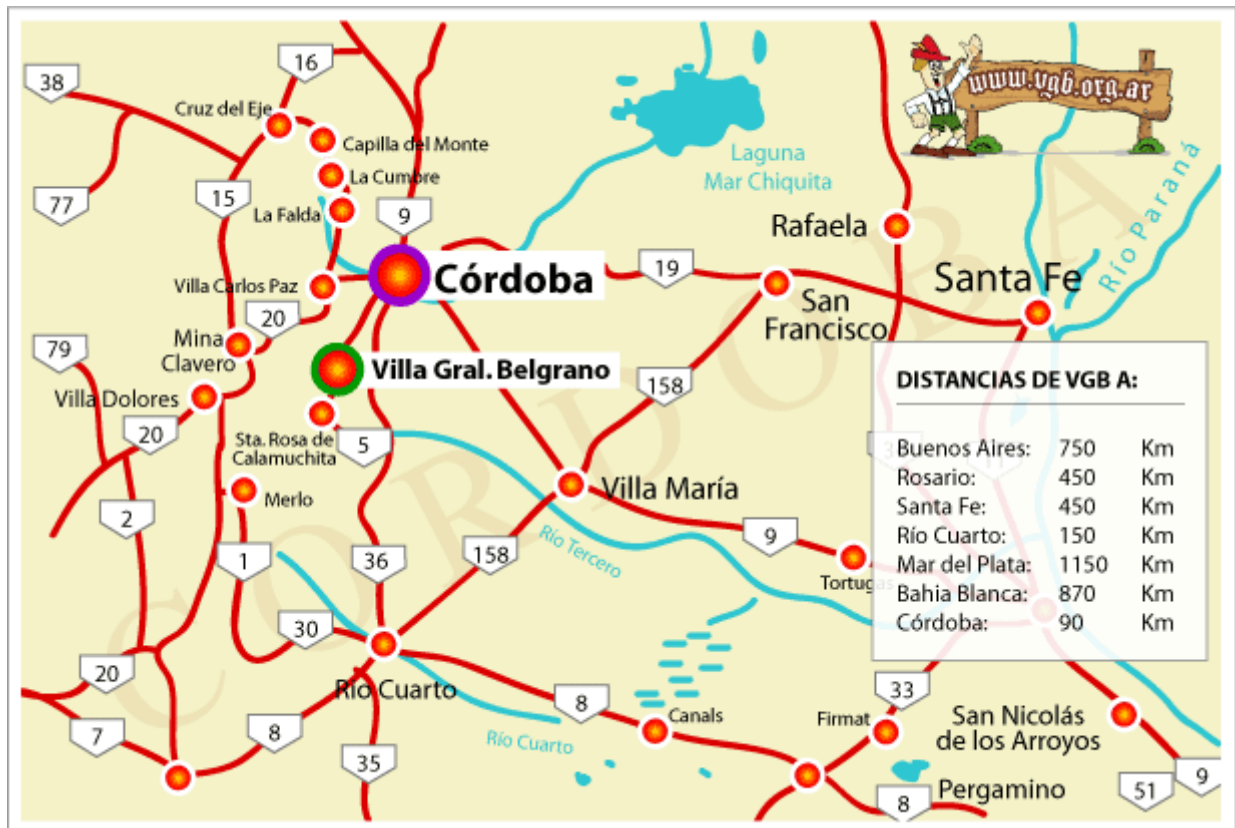 38
16
www.vgb.org.ar
Cruz del Eje
Capilla del Monte
Laguna
Mar Chiquita
La Cumbre
77
15
La Falda
9
Rafaela
Río Paraná
Córdoba
19
Santa Fe
Villa Carlos Paz
San
Francisco
20
Mina
Clavero
79
Villa Gral. Belgrano
158
Villa Dolores
20
Sta. Rosa de
Calamuchita
5
Merlo
Villa María
2
1
36
158
Río Tercero
9
Tortugas
30
20
Río Cuarto
8
33
7
8
35
Río Cuarto
Canals
Firmat
San Nicolás
de los Arroyos
Pergamino
8
51
9
CORDOBA
DISTANCIAS DE VGB A:
Buenos Aires: 750 Km
Rosario: 450 Km
Santa Fe: 450 Km
Río Cuarto: 150 Km
Mar del Plata: 1150 Km
Bahia Blanca: 870 Km
Córdoba: 90 Km